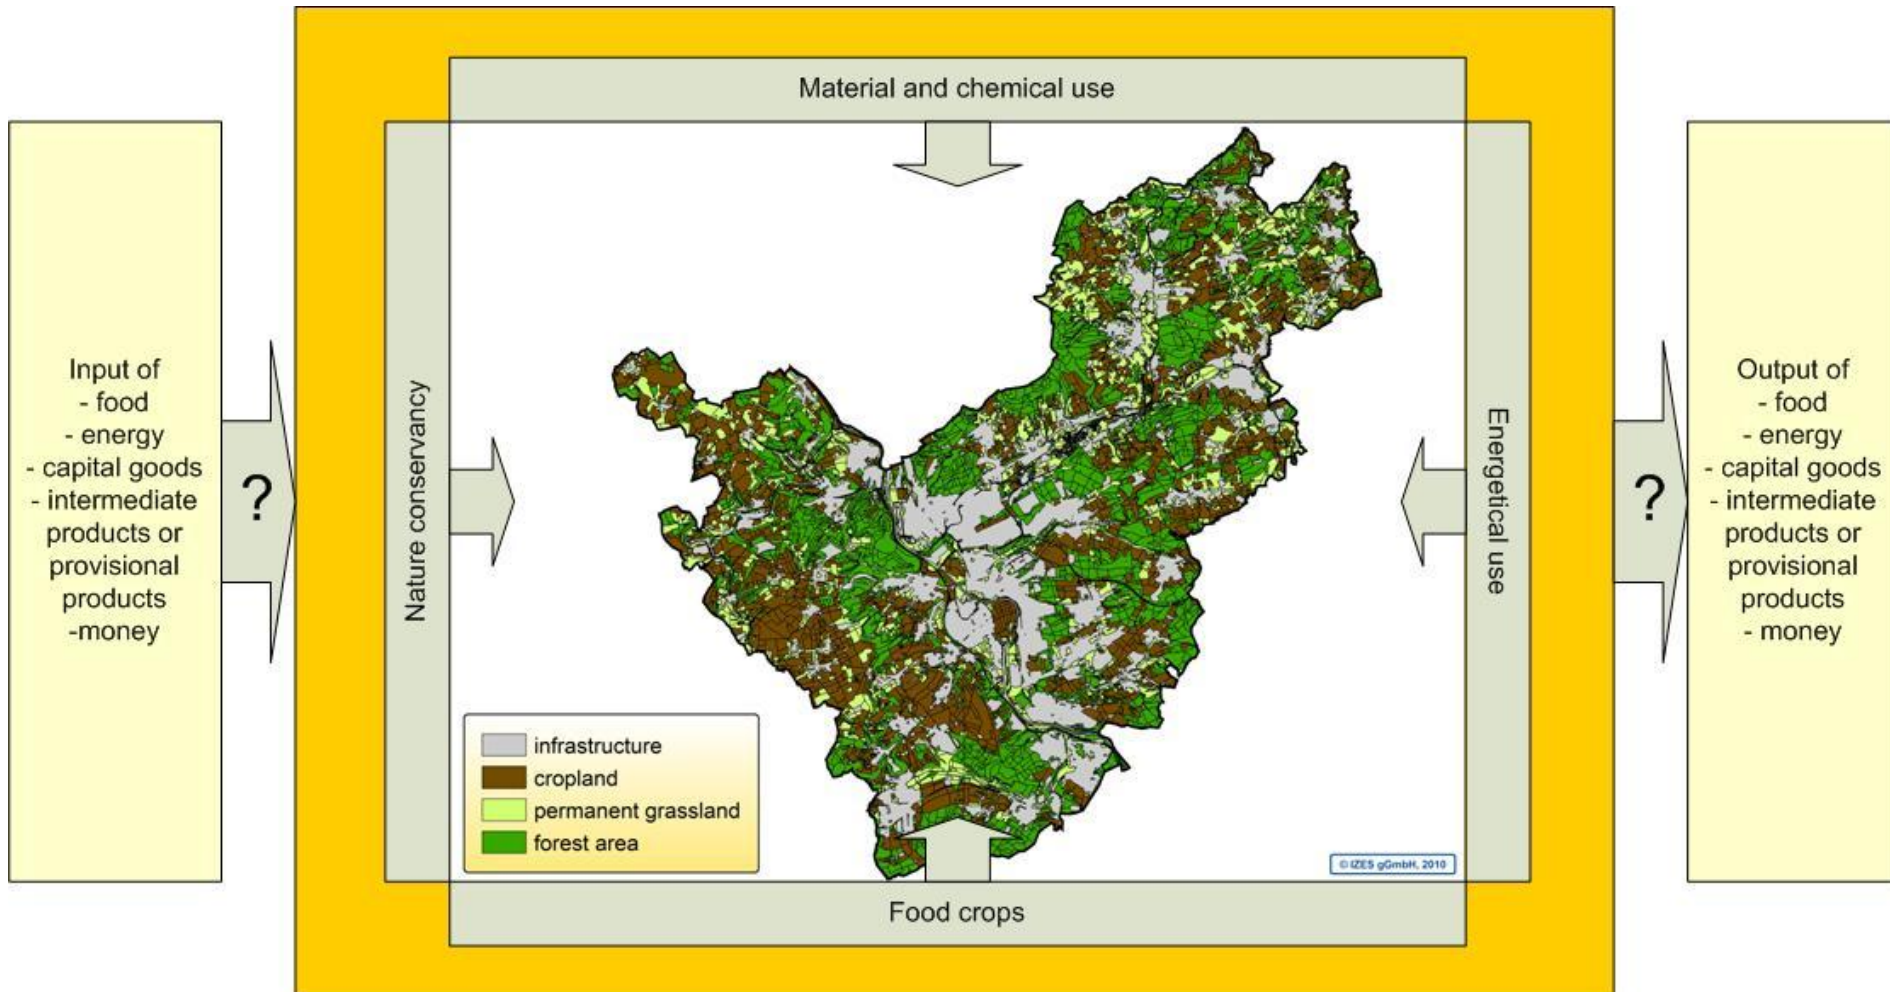 Material and chemical use
Input of
- food
- energy
- capital goods
- intermediate
products or
provisional
products
-money
?
Nature conservancy
Energetical use
?
Output of
- food
- energy
- capital goods
- intermediate
products or
provisional
products
- money
infrastructure
cropland
permanent grassland
forest area
© IZES gGmbH, 2010
Food crops